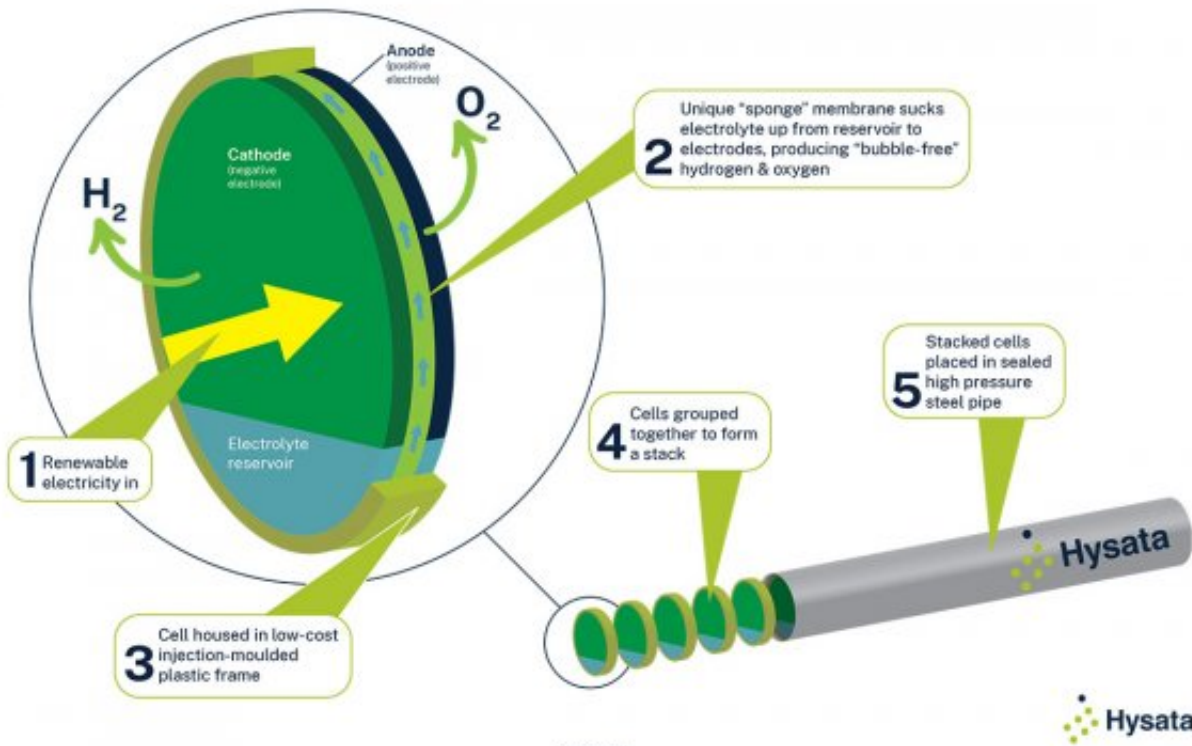 Anode
(positive
electrode)
O2
Cathode
(negative
electrode)
H2
2 Unique “sponge” membrane sucks
electrolyte up from reservoir to
electrodes, producing “bubble-free”
hydrogen & oxygen
Electrolyte
reservoir
1 Renewable
electricity in
3 Cell housed in low-cost
injection-moulded
plastic frame
4 Cells grouped
together to form
a stack
5 Stacked cells
placed in sealed
high pressure
steel pipe
Hysata
Hysata